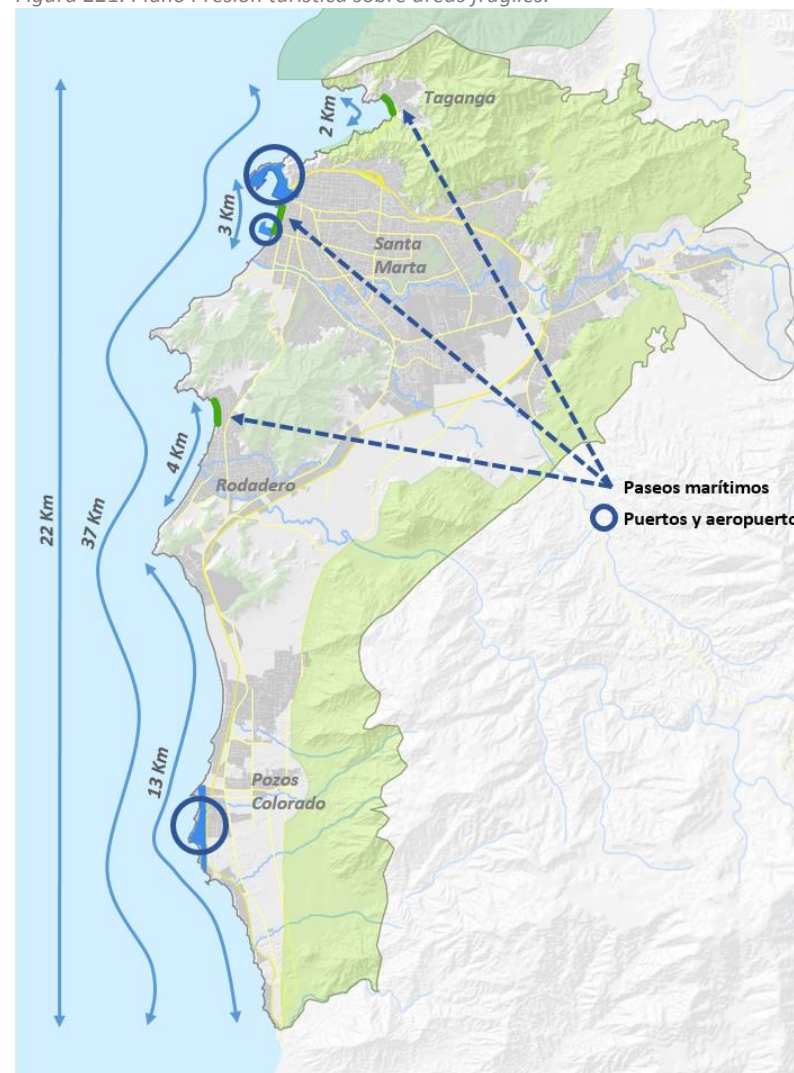 Figura 221. Plano Presión turística sobre áreas frágiles.
Taganga
2 Km
3 Km
Santa
Marta
4 Km
Rodadero
22 Km
37 Km
Paseos marítimos
Puertos y aeropuerto
13 Km
Pozos
Colorado